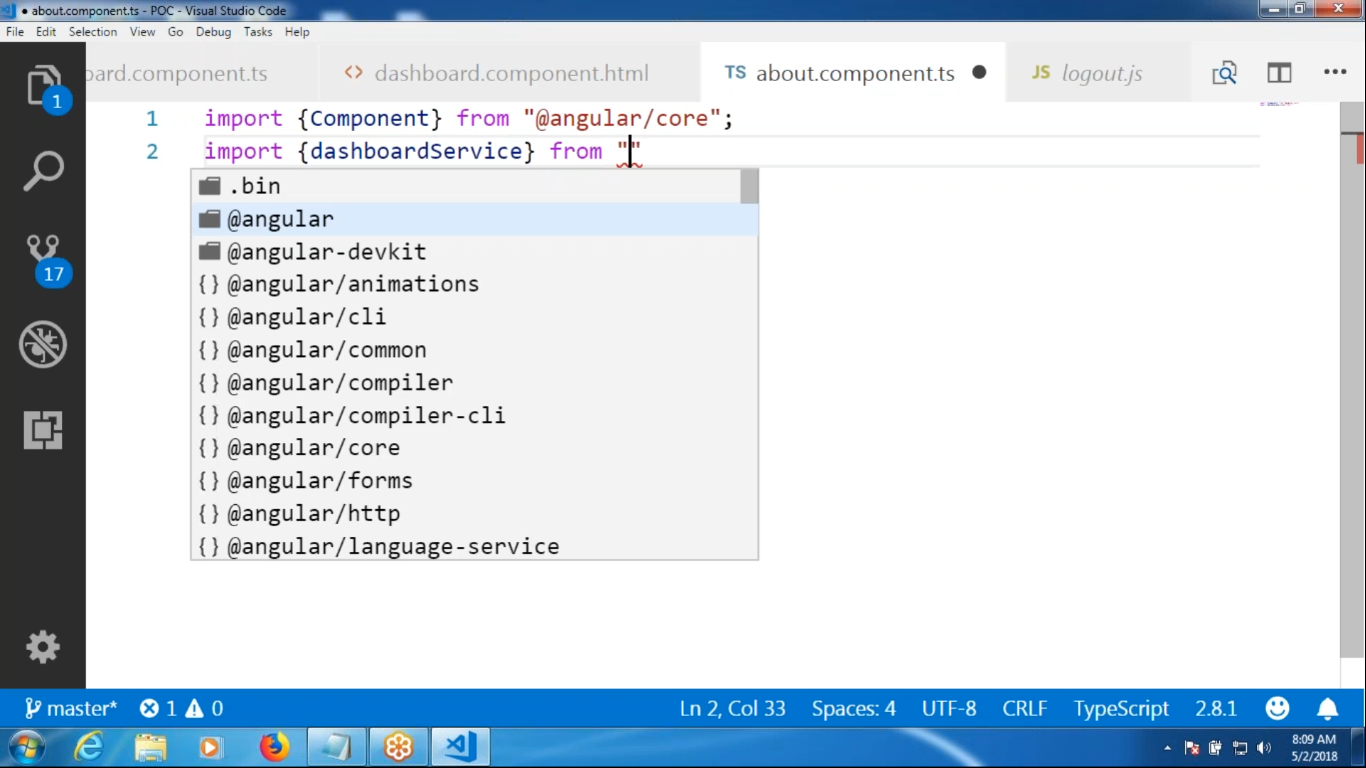 ● about.component.ts - POC - Visual Studio Code
File Edit Selection View Go Debug Tasks Help
1
17
oard.component.ts
<> dashboard.component.html
TS about.component.ts ●
JS logout.js
1 import {Component} from "@angular/core";
2 import {dashboardService} from ""
.bin
@angular
@angular-devkit
{} @angular/animations
{} @angular/cli
{} @angular/common
{} @angular/compiler
{} @angular/compiler-cli
{} @angular/core
{} @angular/forms
{} @angular/http
{} @angular/language-service
master* 1 0 Ln 2, Col 33 Spaces: 4 UTF-8 CRLF TypeScript 2.8.1
8:09 AM
5/2/2018